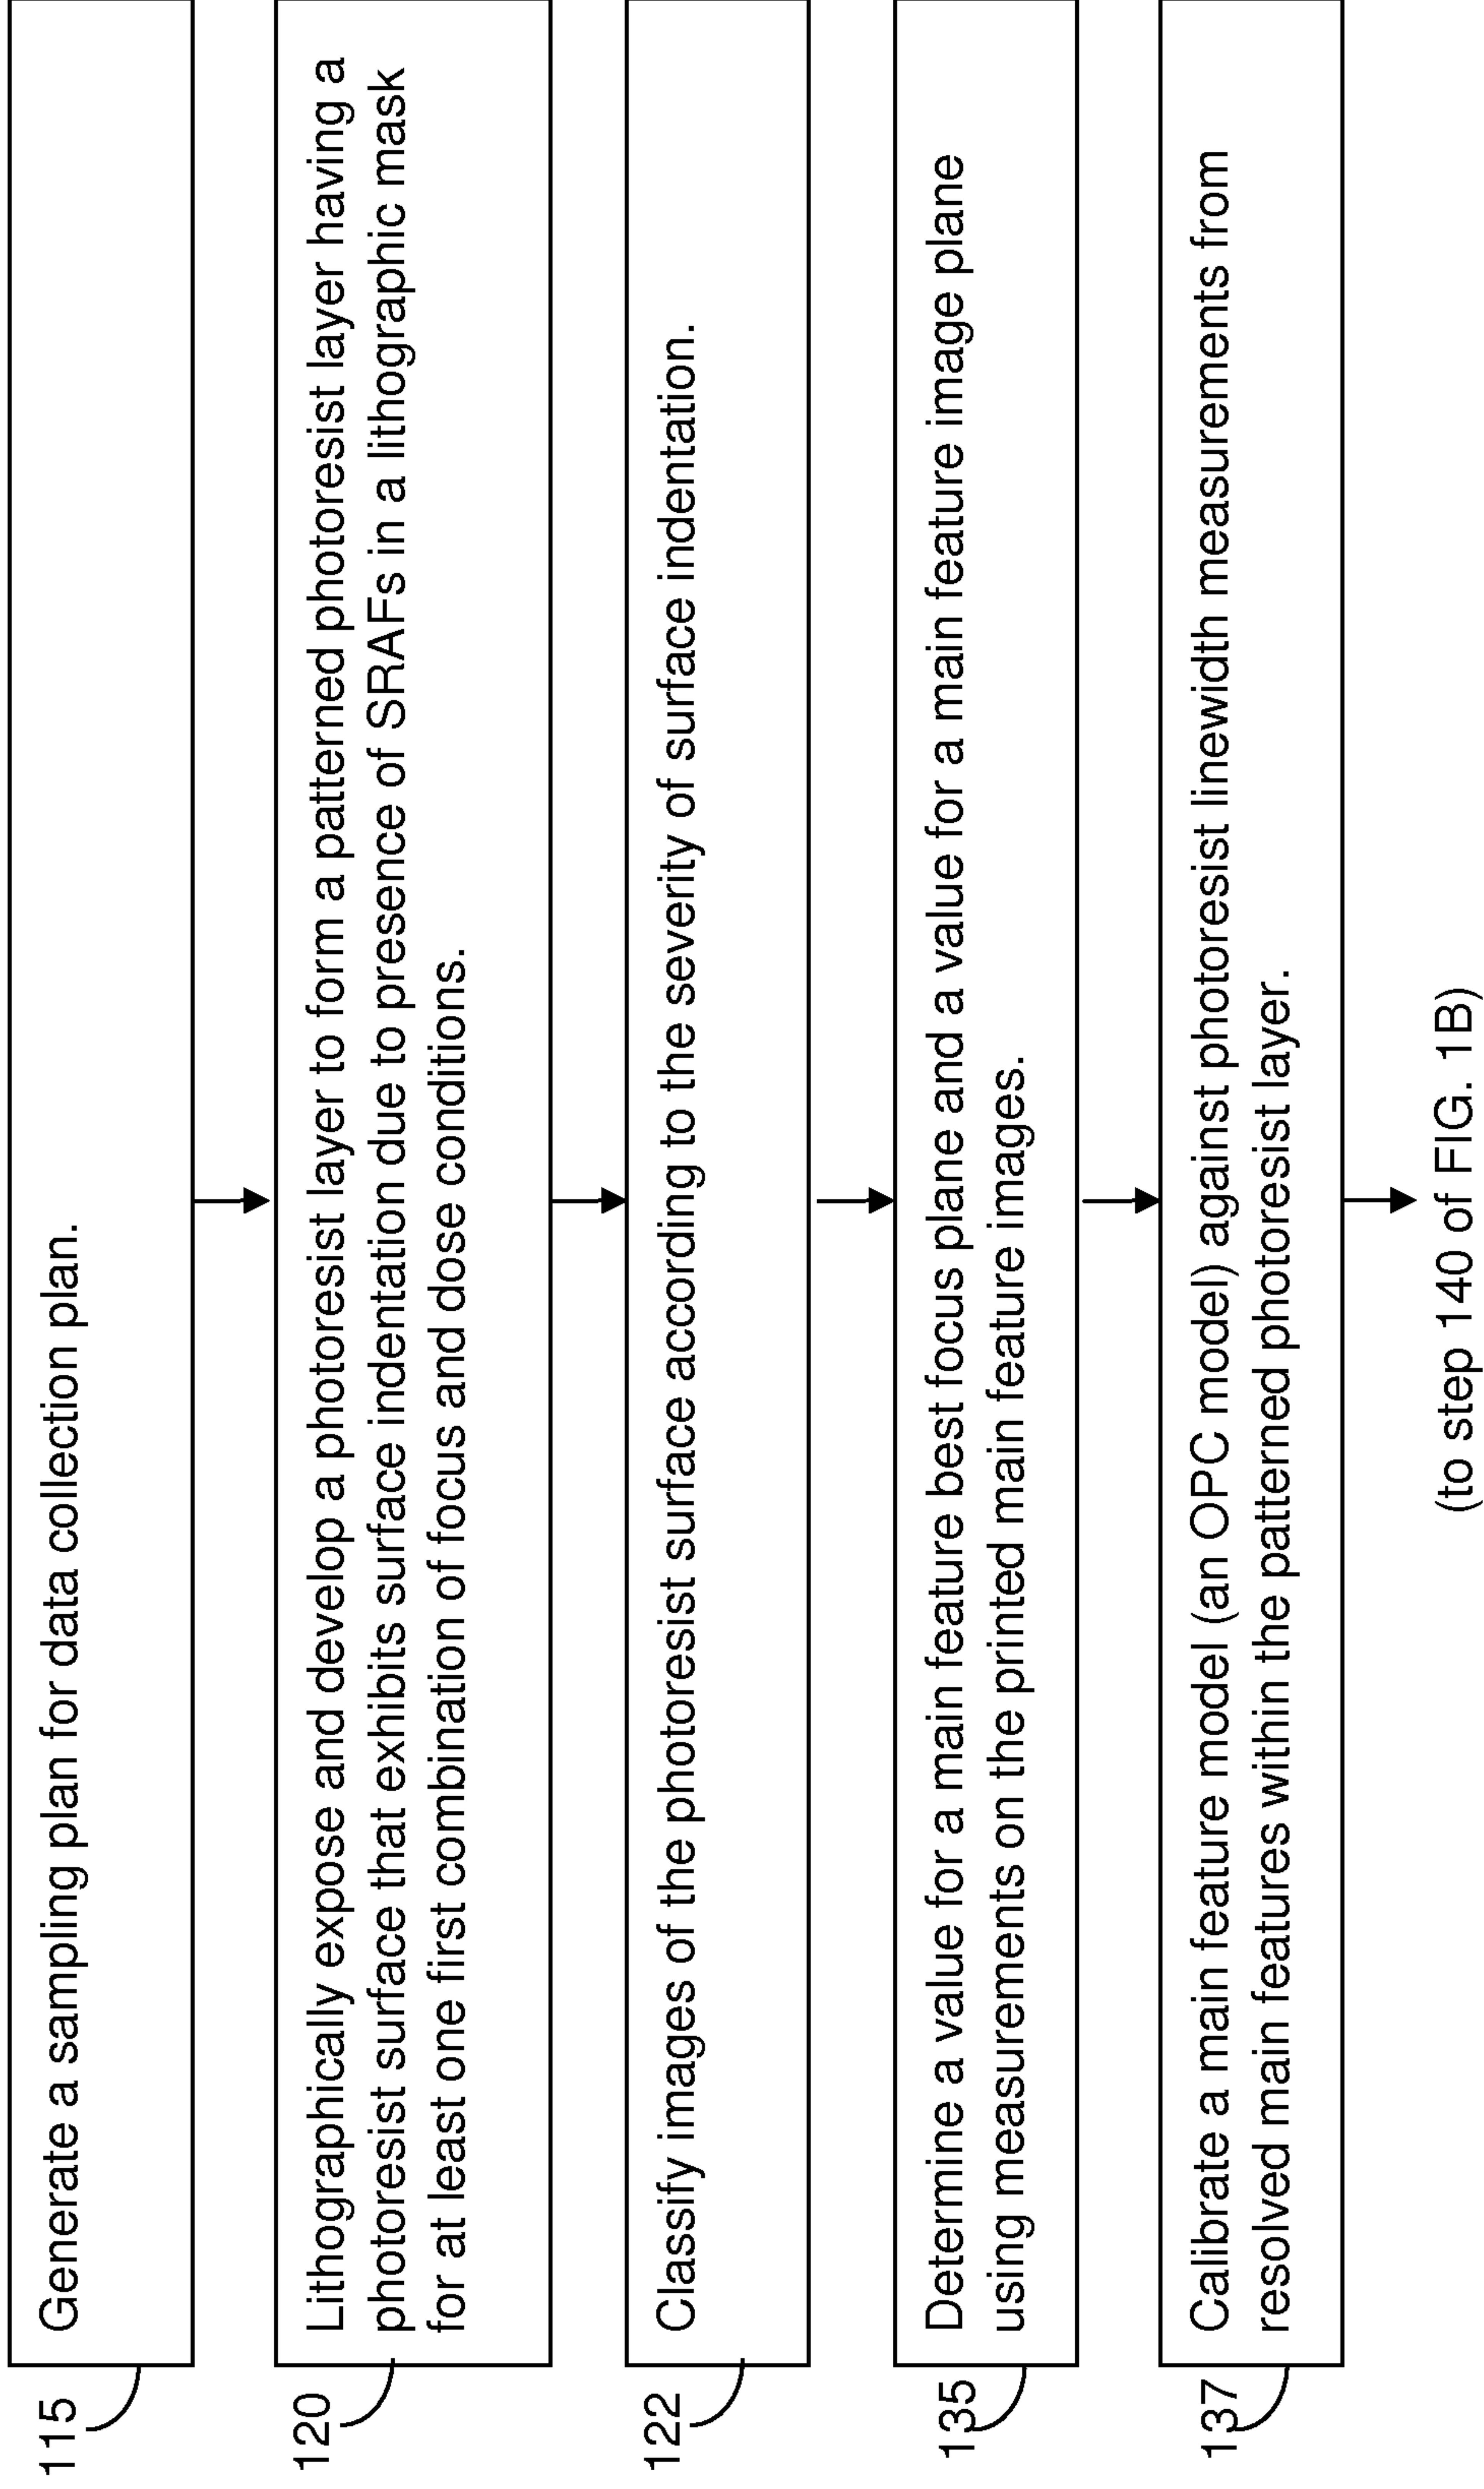 115
Generate a sampling plan for data collection plan.
120
Lithographically expose and develop a photoresist layer to form a patterned photoresist layer having a
photoresist surface that exhibits surface indentation due to presence of SRAFs in a lithographic mask
for at least one first combination of focus and dose conditions.
122
Classify images of the photoresist surface according to the severity of surface indentation.
135
Determine a value for a main feature best focus plane and a value for a main feature image plane
using measurements on the printed main feature images.
137
Calibrate a main feature model (an OPC model) against photoresist linewidth measurements from
resolved main features within the patterned photoresist layer.
(to step 140 of FIG. 1B)